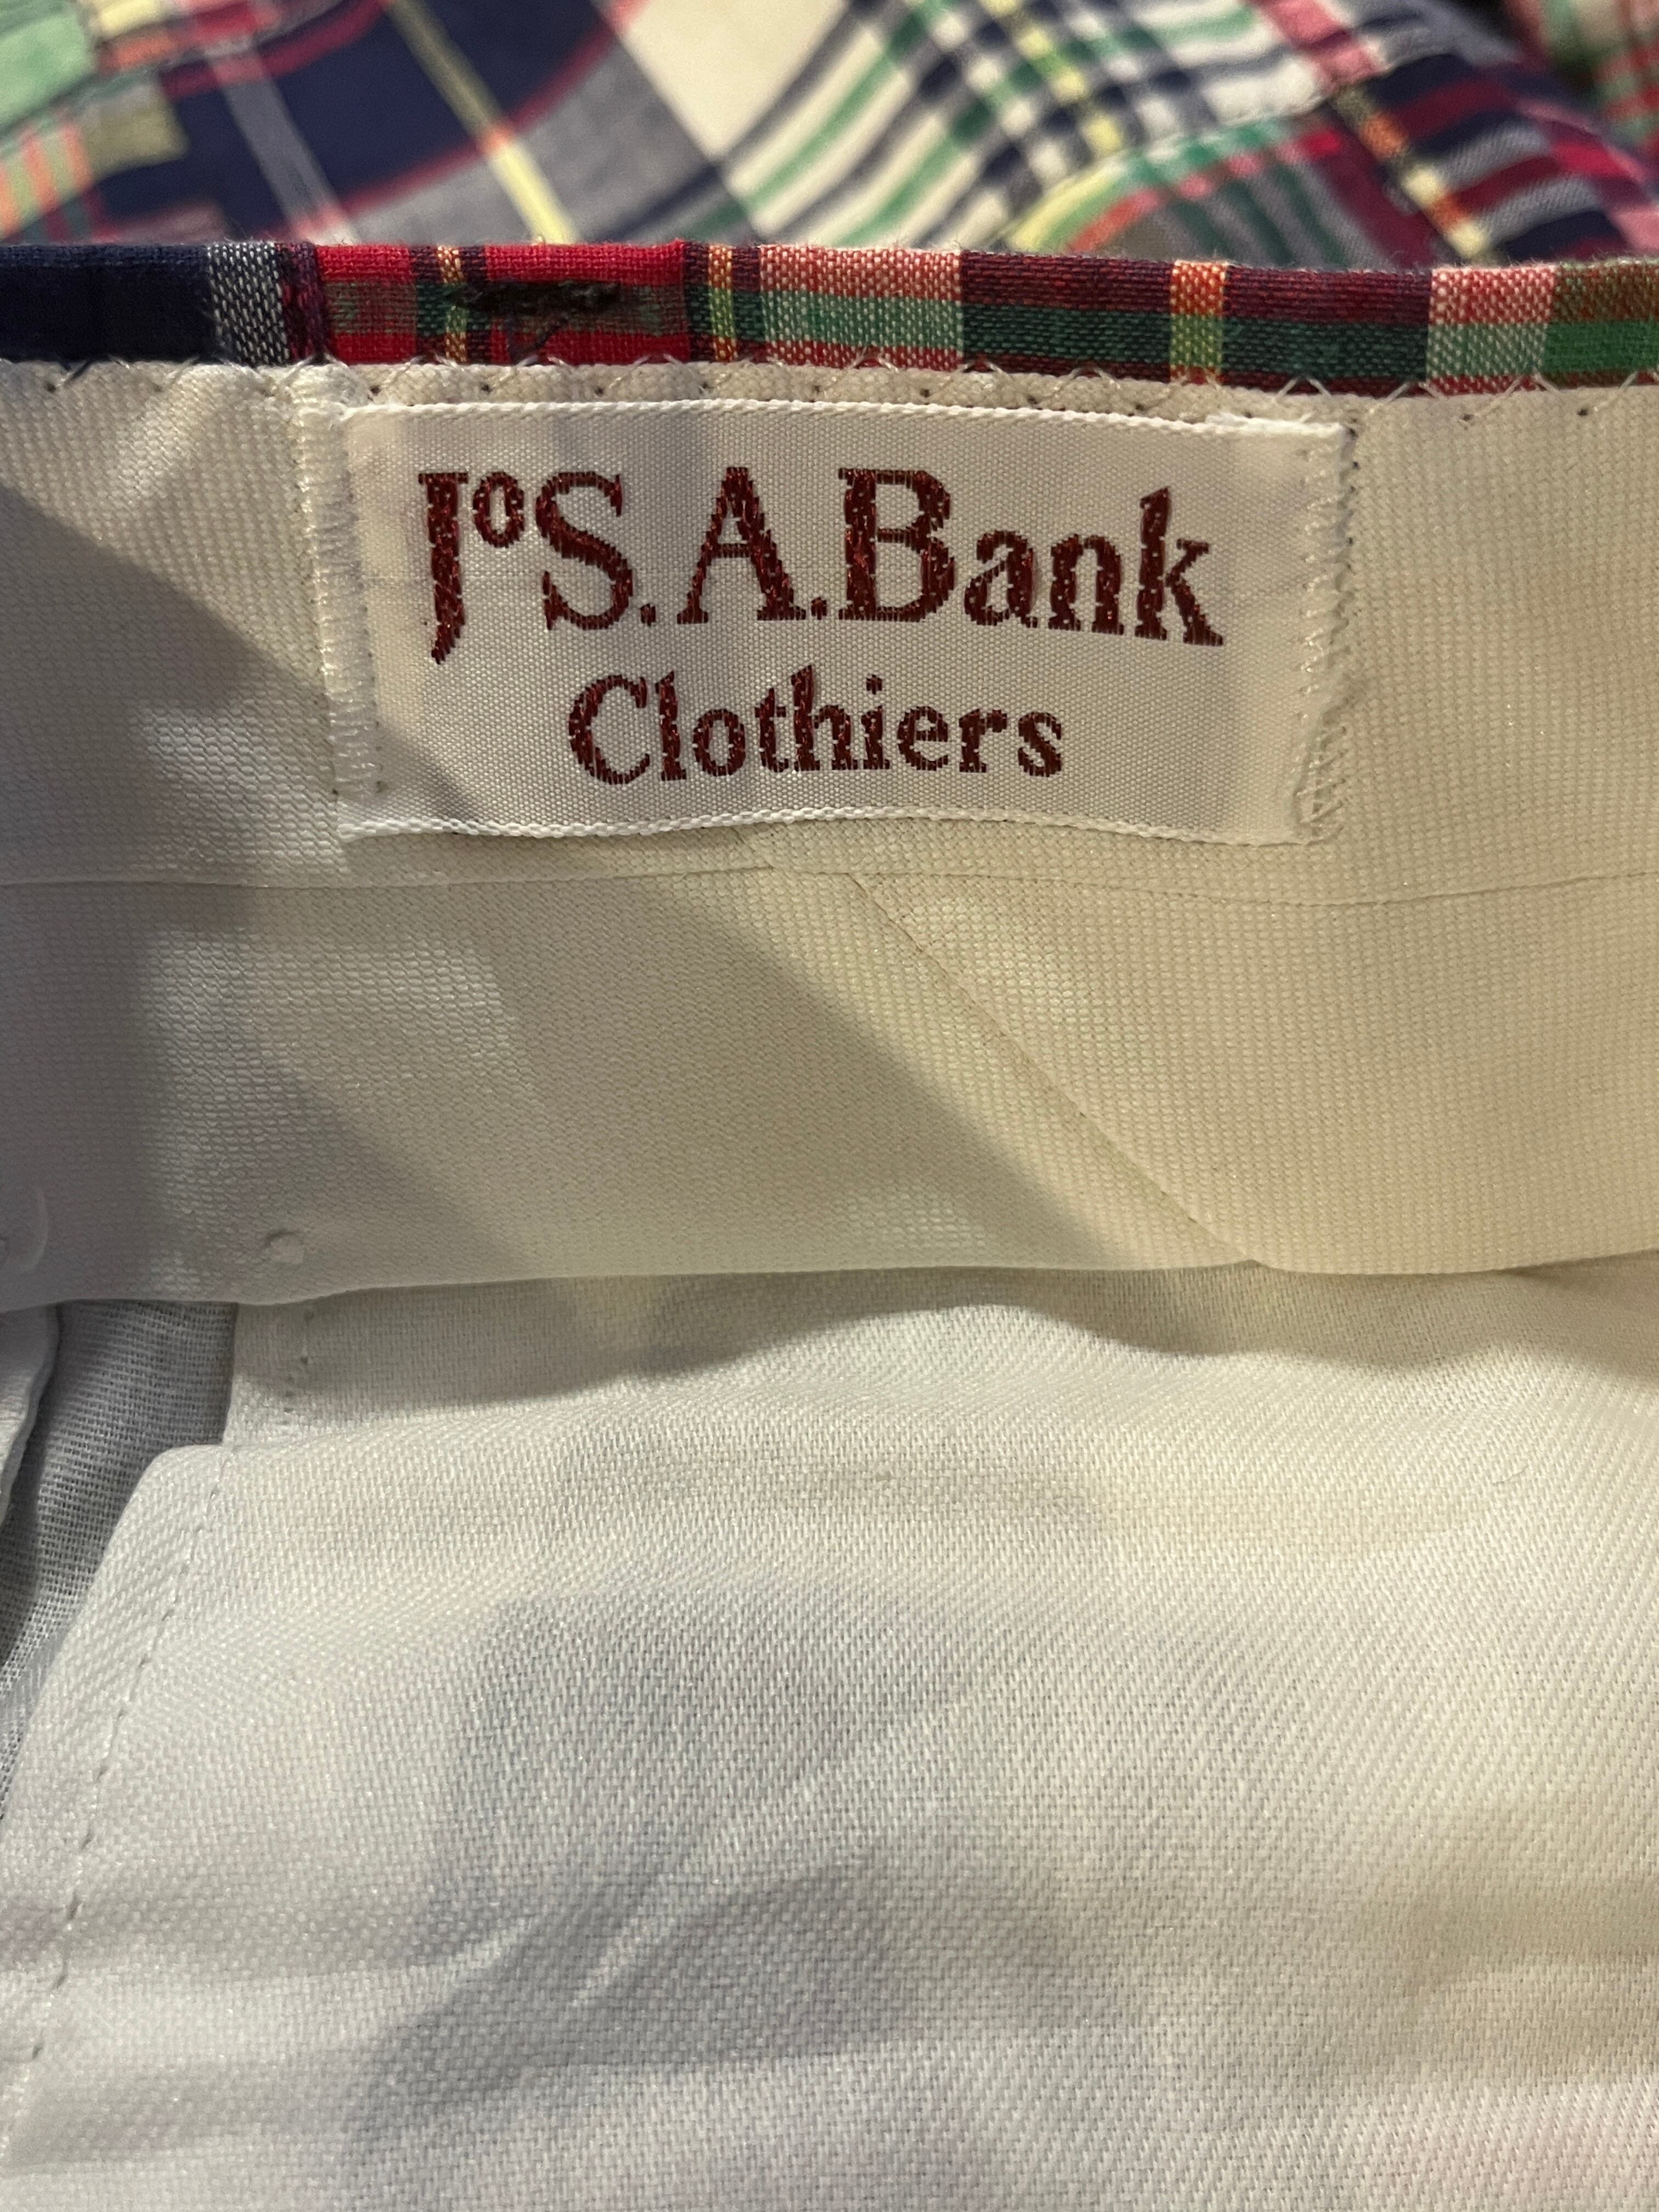 JoS. A. Bank
Clothiers